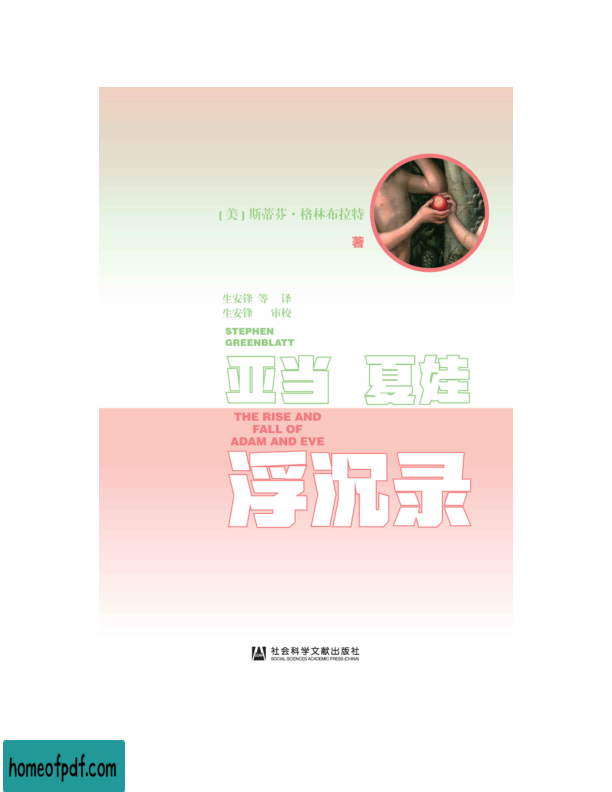 [美]斯蒂芬·格林布拉特
著
生安锋 等 译
生安锋 审校
STEPHEN
GREENBLATT
亚当 夏娃
THE RISE AND
FALL OF
ADAM AND EVE
浮沉录
社会科学文献出版社
SOCIAL SCIENCES ACADEMIC PRESS (CHINA)
homeofpdf.com